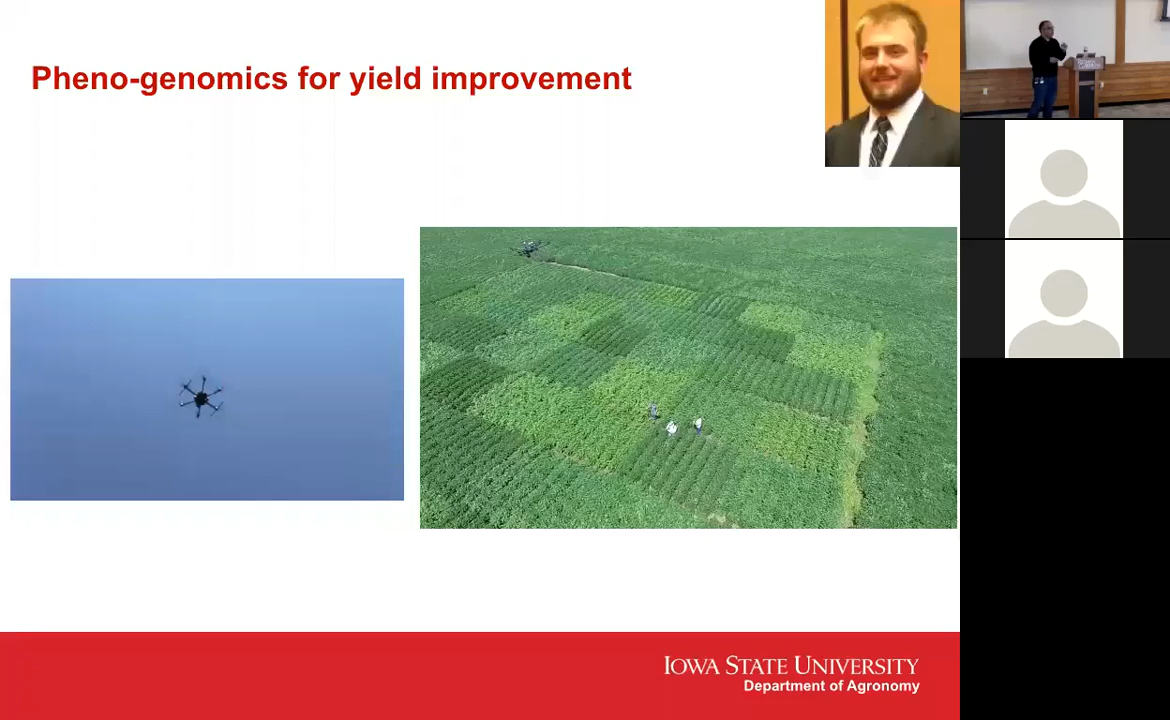 Pheno-genomics for yield improvement
IOWA STATE UNIVERSITY
Department of Agronomy